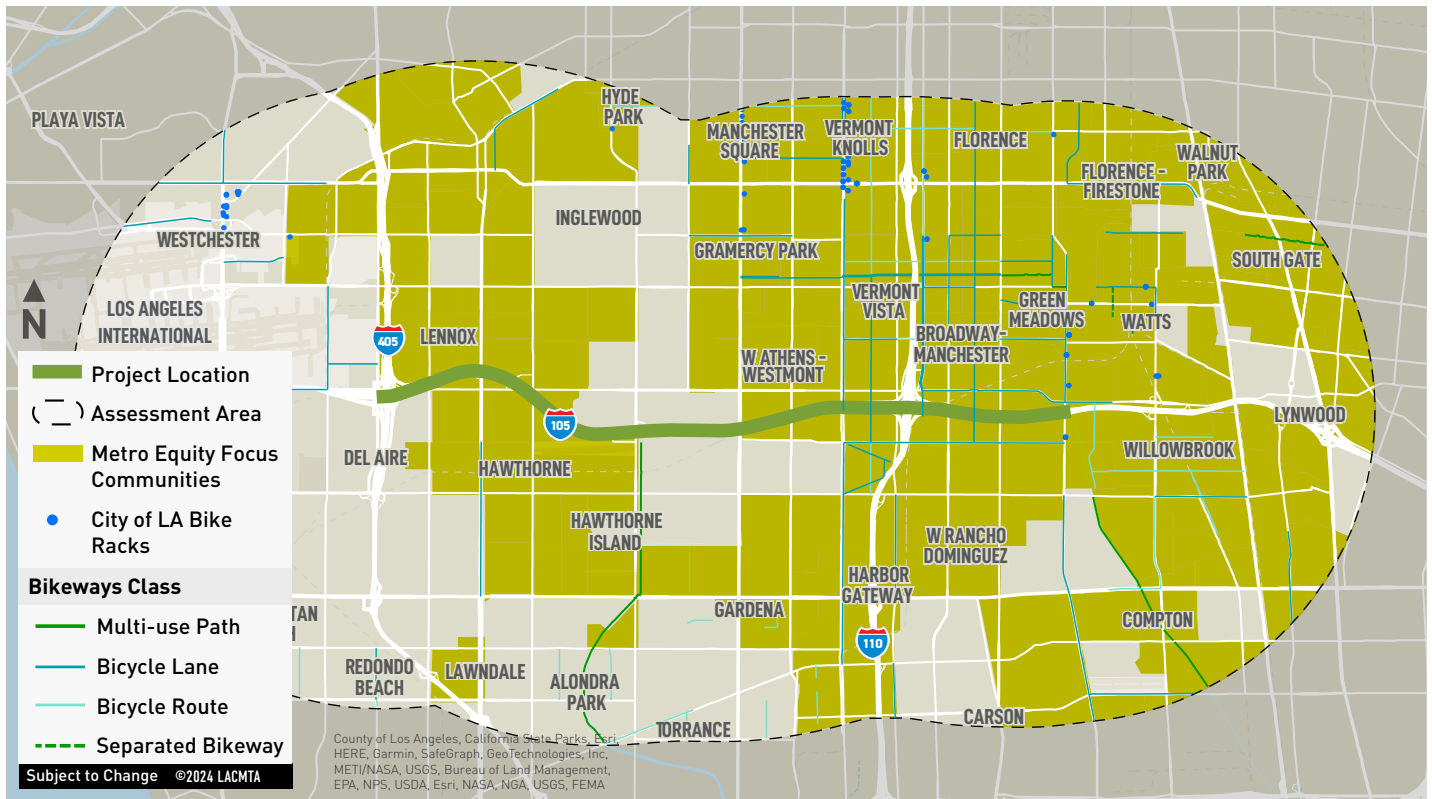 HYDE
PARK
PLAYA VISTA
MANCHESTER
SQUARE
VERMONT
KNOLLS
FLORENCE
WALNUT
PARK
FLORENCE -
FIRESTONE
INGLEWOOD
WESTCHESTER
GRAMERCY PARK
SOUTH GATE
N
LOS ANGELES
INTERNATIONAL
VERMONT
VISTA
GREEN
MEADOWS
WATTS
405
LENNOX
BROADWAY-
MANCHESTER
W ATHENS -
WESTMONT
105
LYNWOOD
DEL AIRE
HAWTHORNE
WILLOWBROOK
HAWTHORNE
ISLAND
W RANCHO
DOMINGUEZ
HARBOR
GATEWAY
GARDENA
COMPTON
TAN
110
REDONDO
BEACH
LAWNDALE
ALONDRA
PARK
CARSON
TORRANCE
Project Location
Assessment Area
Metro Equity Focus
Communities
City of LA Bike
Racks
Bikeways Class
Multi-use Path
Bicycle Lane
Bicycle Route
Separated Bikeway
Subject to Change ©2024 LACMTA
County of Los Angeles, California State Parks, Esri,
HERE, Garmin, SafeGraph, GeoTechnologies, Inc,
METI/NASA, USGS, Bureau of Land Management,
EPA, NPS, USDA, Esri, NASA, NGA, USGS, FEMA